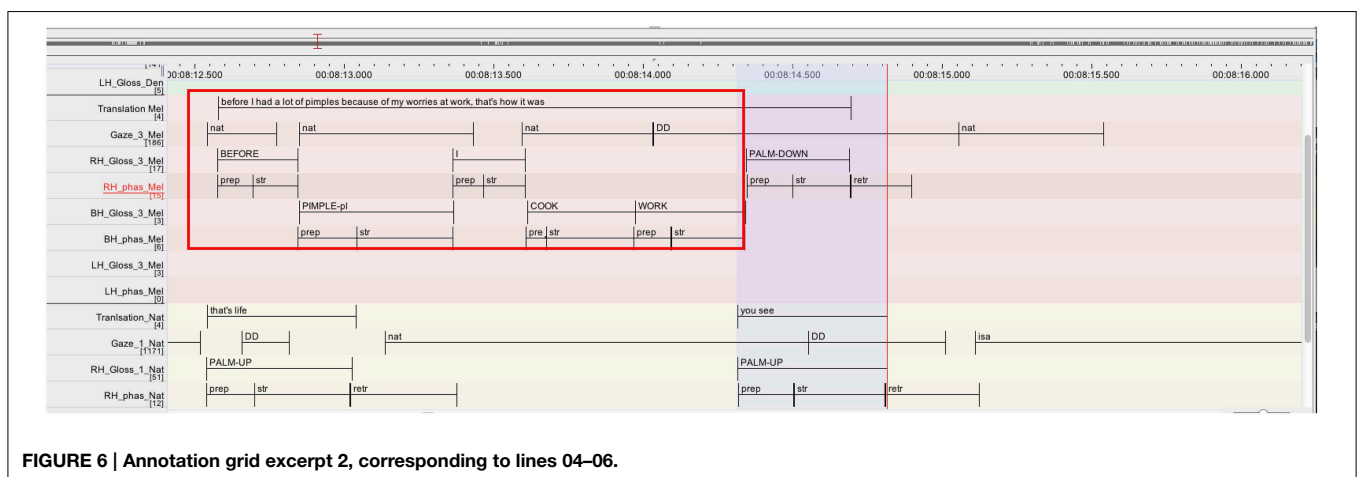 00:08:12.500 00:08:13.000 00:08:13.500 00:08:14.000 00:08:14.500 00:08:15.000 00:08:15.500 00:08:16.000
LH_Gloss_Den
[5]
Translation Mel before I had a lot of pimples because of my worries at work, that's how it was
[4]
Gaze_3_Mel nat nat nat DD nat
[186]
RH_Gloss_3_Mel BEFORE I PALM-DOWN
[17]
RH_phas_Mel prep str prep str prep str retr
[15]
BH_Gloss_3_Mel PIMPLE-pl COOK WORK
[3]
BH_phas_Mel prep str pre str prep str
[6]
LH_Gloss_3_Mel
[3]
LH_phas_Mel
[0]
Tranlsation_Nat that's life you see
[4]
Gaze_1_Nat DD nat DD isa
[1171]
RH_Gloss_1_Nat PALM-UP PALM-UP
[51]
RH_phas_Nat prep str retr prep str retr
[12]
FIGURE 6 | Annotation grid excerpt 2, corresponding to lines 04–06.